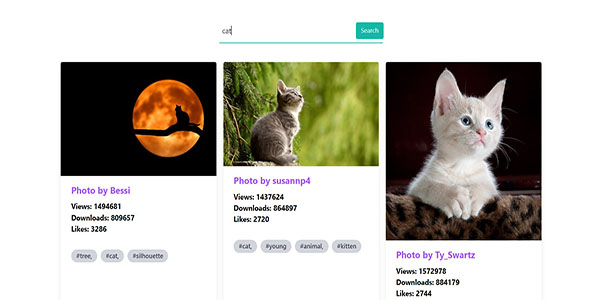 cat
Search
Photo by Bessi
Views: 1494681
Downloads: 809657
Likes: 3286
#tree,
#cat,
#silhouette
Photo by susannp4
Views: 1437624
Downloads: 864897
Likes: 2720
#cat,
#young
#animal,
#kitten
Photo by Ty_Swartz
Views: 1572978
Downloads: 884179
Likes: 2744